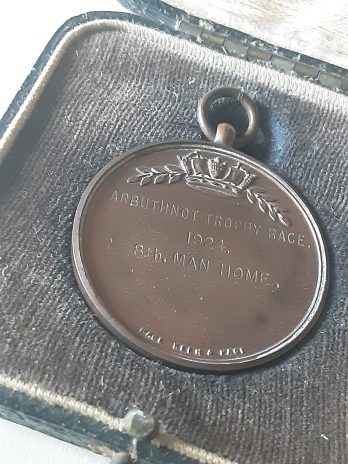 ARBUTHNOT TROPHY RACE.
1924.
8th. MAN HOME.